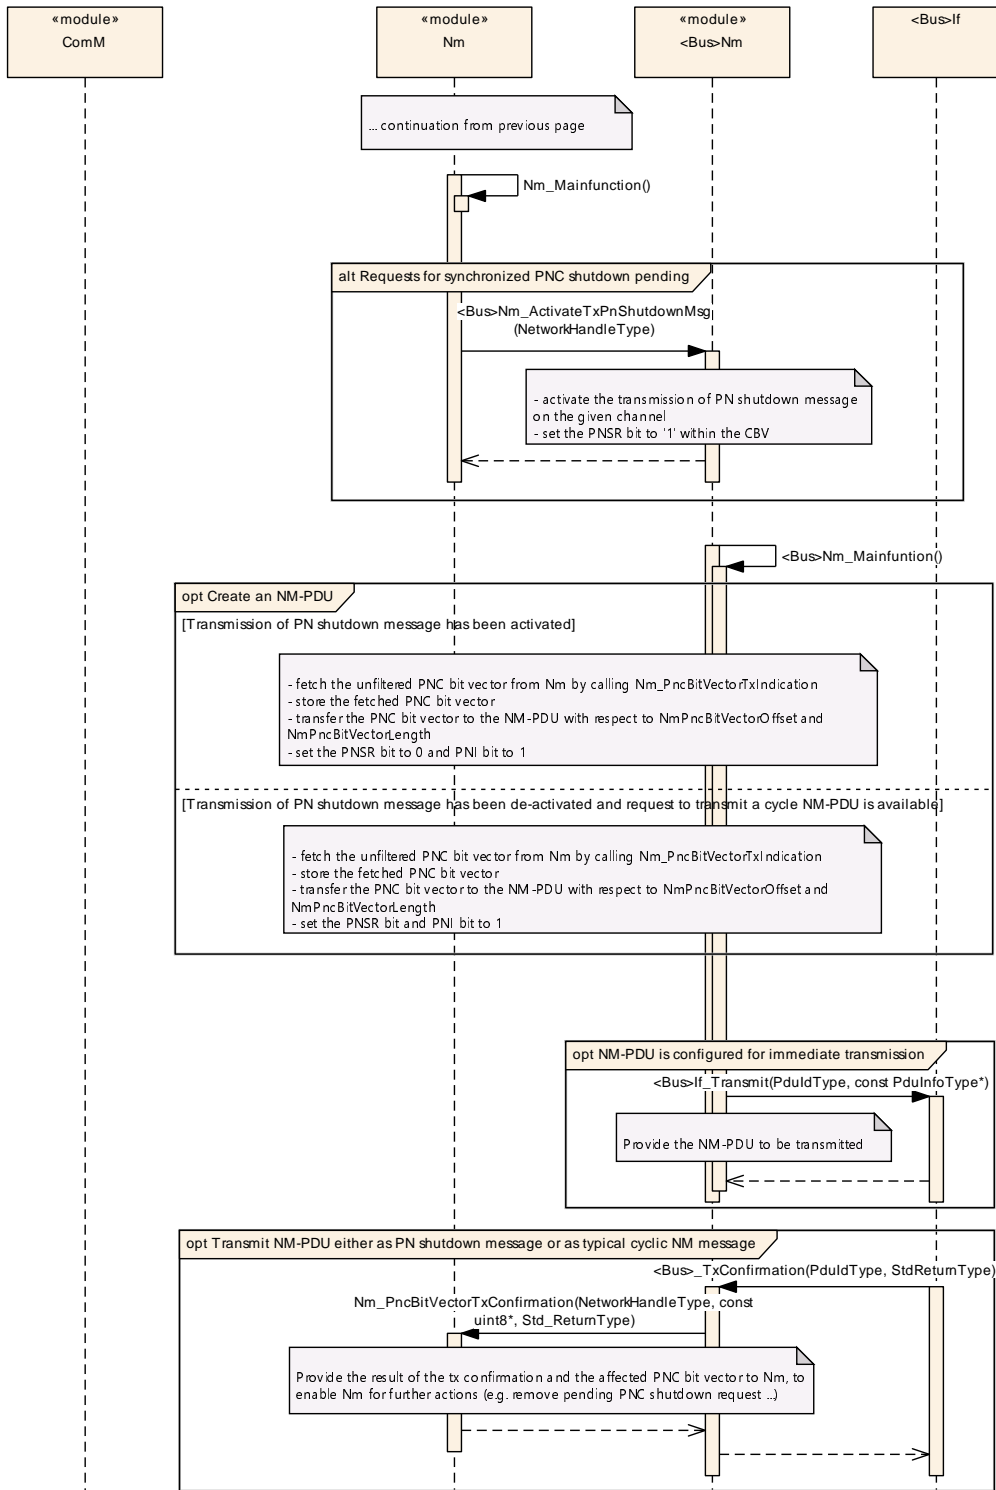 «module»
ComM
«module»
Nm
«module»
<Bus>Nm
<Bus>If
... continuation from previous page
Nm_Mainfunction()
alt Requests for synchronized PNC shutdown pending
<Bus>Nm_ActivateTxPnShutdownMsg
(NetworkHandleType)
- activate the transmission of PN shutdown message
on the given channel
- set the PNSR bit to '1' within the CBV
<Bus>Nm_Mainfuntion()
opt Create an NM-PDU
[Transmission of PN shutdown message has been activated]
- fetch the unfiltered PNC bit vector from Nm by calling Nm_PncBitVectorTxIndication
- store the fetched PNC bit vector
- transfer the PNC bit vector to the NM-PDU with respect to NmPncBitVectorOffset and
NmPncBitVectorLength
- set the PNSR bit to 0 and PNI bit to 1
[Transmission of PN shutdown message has been de-activated and request to transmit a cycle NM-PDU is available]
- fetch the unfiltered PNC bit vector from Nm by calling Nm_PncBitVectorTxIndication
- store the fetched PNC bit vector
- transfer the PNC bit vector to the NM-PDU with respect to NmPncBitVectorOffset and
NmPncBitVectorLength
- set the PNSR bit and PNI bit to 1
opt NM-PDU is configured for immediate transmission
<Bus>If_Transmit(PduIdType, const PduInfoType*)
Provide the NM-PDU to be transmitted
opt Transmit NM-PDU either as PN shutdown message or as typical cyclic NM message
<Bus>_TxConfirmation(PduIdType, StdReturnType)
Nm_PncBitVectorTxConfirmation(NetworkHandleType, const
uint8*, Std_ReturnType)
Provide the result of the tx confirmation and the affected PNC bit vector to Nm, to
enable Nm for further actions (e.g. remove pending PNC shutdown request ...)